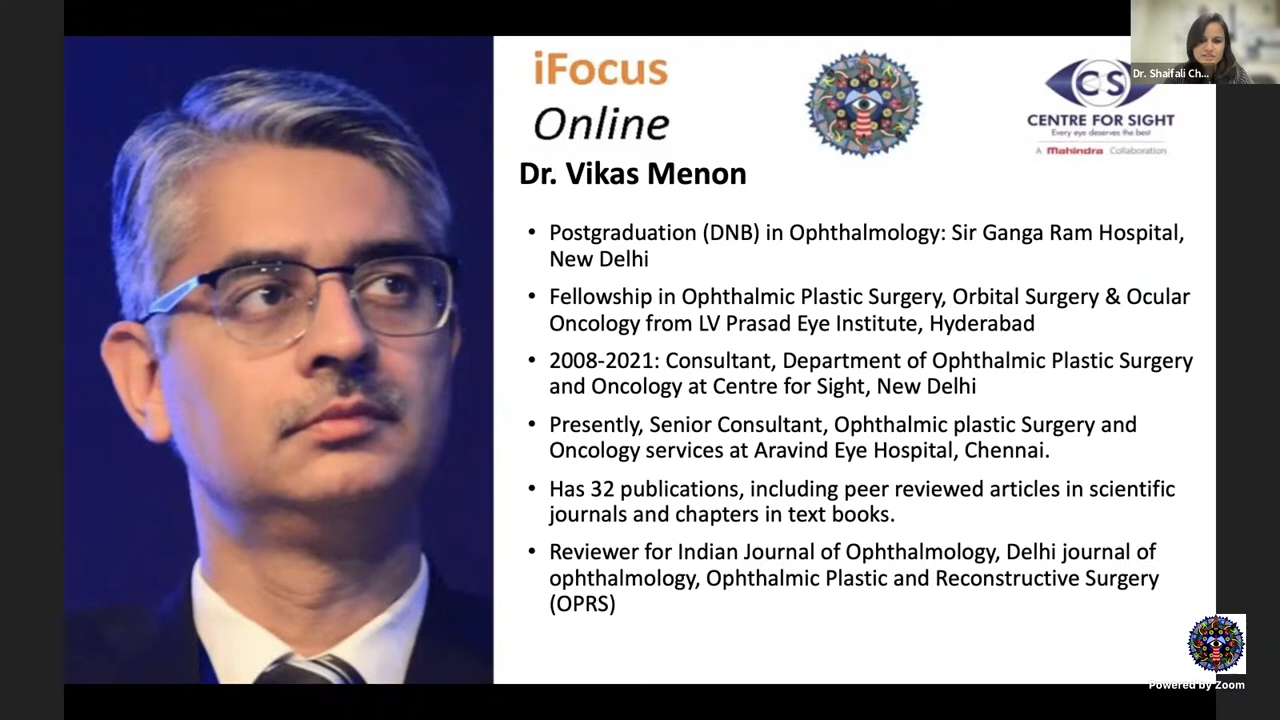 iFocus
Online
Dr. Vikas Menon
CS
CENTRE FOR SIGHT
Every eye deserves the best
A Mahindra Collaboration
Dr. Shaifali Ch...
• Postgraduation (DNB) in Ophthalmology: Sir Ganga Ram Hospital,
New Delhi
• Fellowship in Ophthalmic Plastic Surgery, Orbital Surgery & Ocular
Oncology from LV Prasad Eye Institute, Hyderabad
• 2008-2021: Consultant, Department of Ophthalmic Plastic Surgery
and Oncology at Centre for Sight, New Delhi
• Presently, Senior Consultant, Ophthalmic plastic Surgery and
Oncology services at Aravind Eye Hospital, Chennai.
• Has 32 publications, including peer reviewed articles in scientific
journals and chapters in text books.
• Reviewer for Indian Journal of Ophthalmology, Delhi journal of
ophthalmology, Ophthalmic Plastic and Reconstructive Surgery
(OPRS)
Powered by Zoom